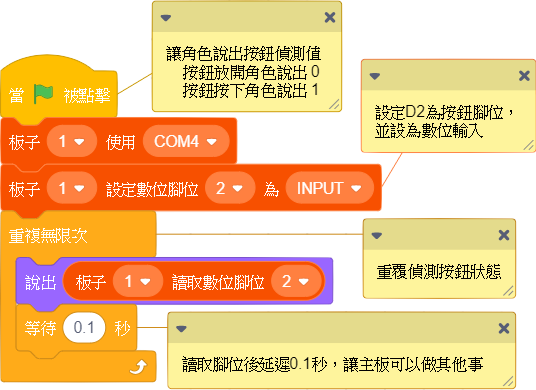 讓角色說出按鈕偵測值
按鈕放開角色說出 0
按鈕按下角色說出 1
當 被點擊
設定D2為按鈕腳位，
並設為數位輸入
板子 1 使用 COM4
板子 1 設定數位腳位 2 為 INPUT
重複無限次
重覆偵測按鈕狀態
說出 板子 1 讀取數位腳位 2
等待 0.1 秒
讀取腳位後延遲0.1秒，讓主板可以做其他事